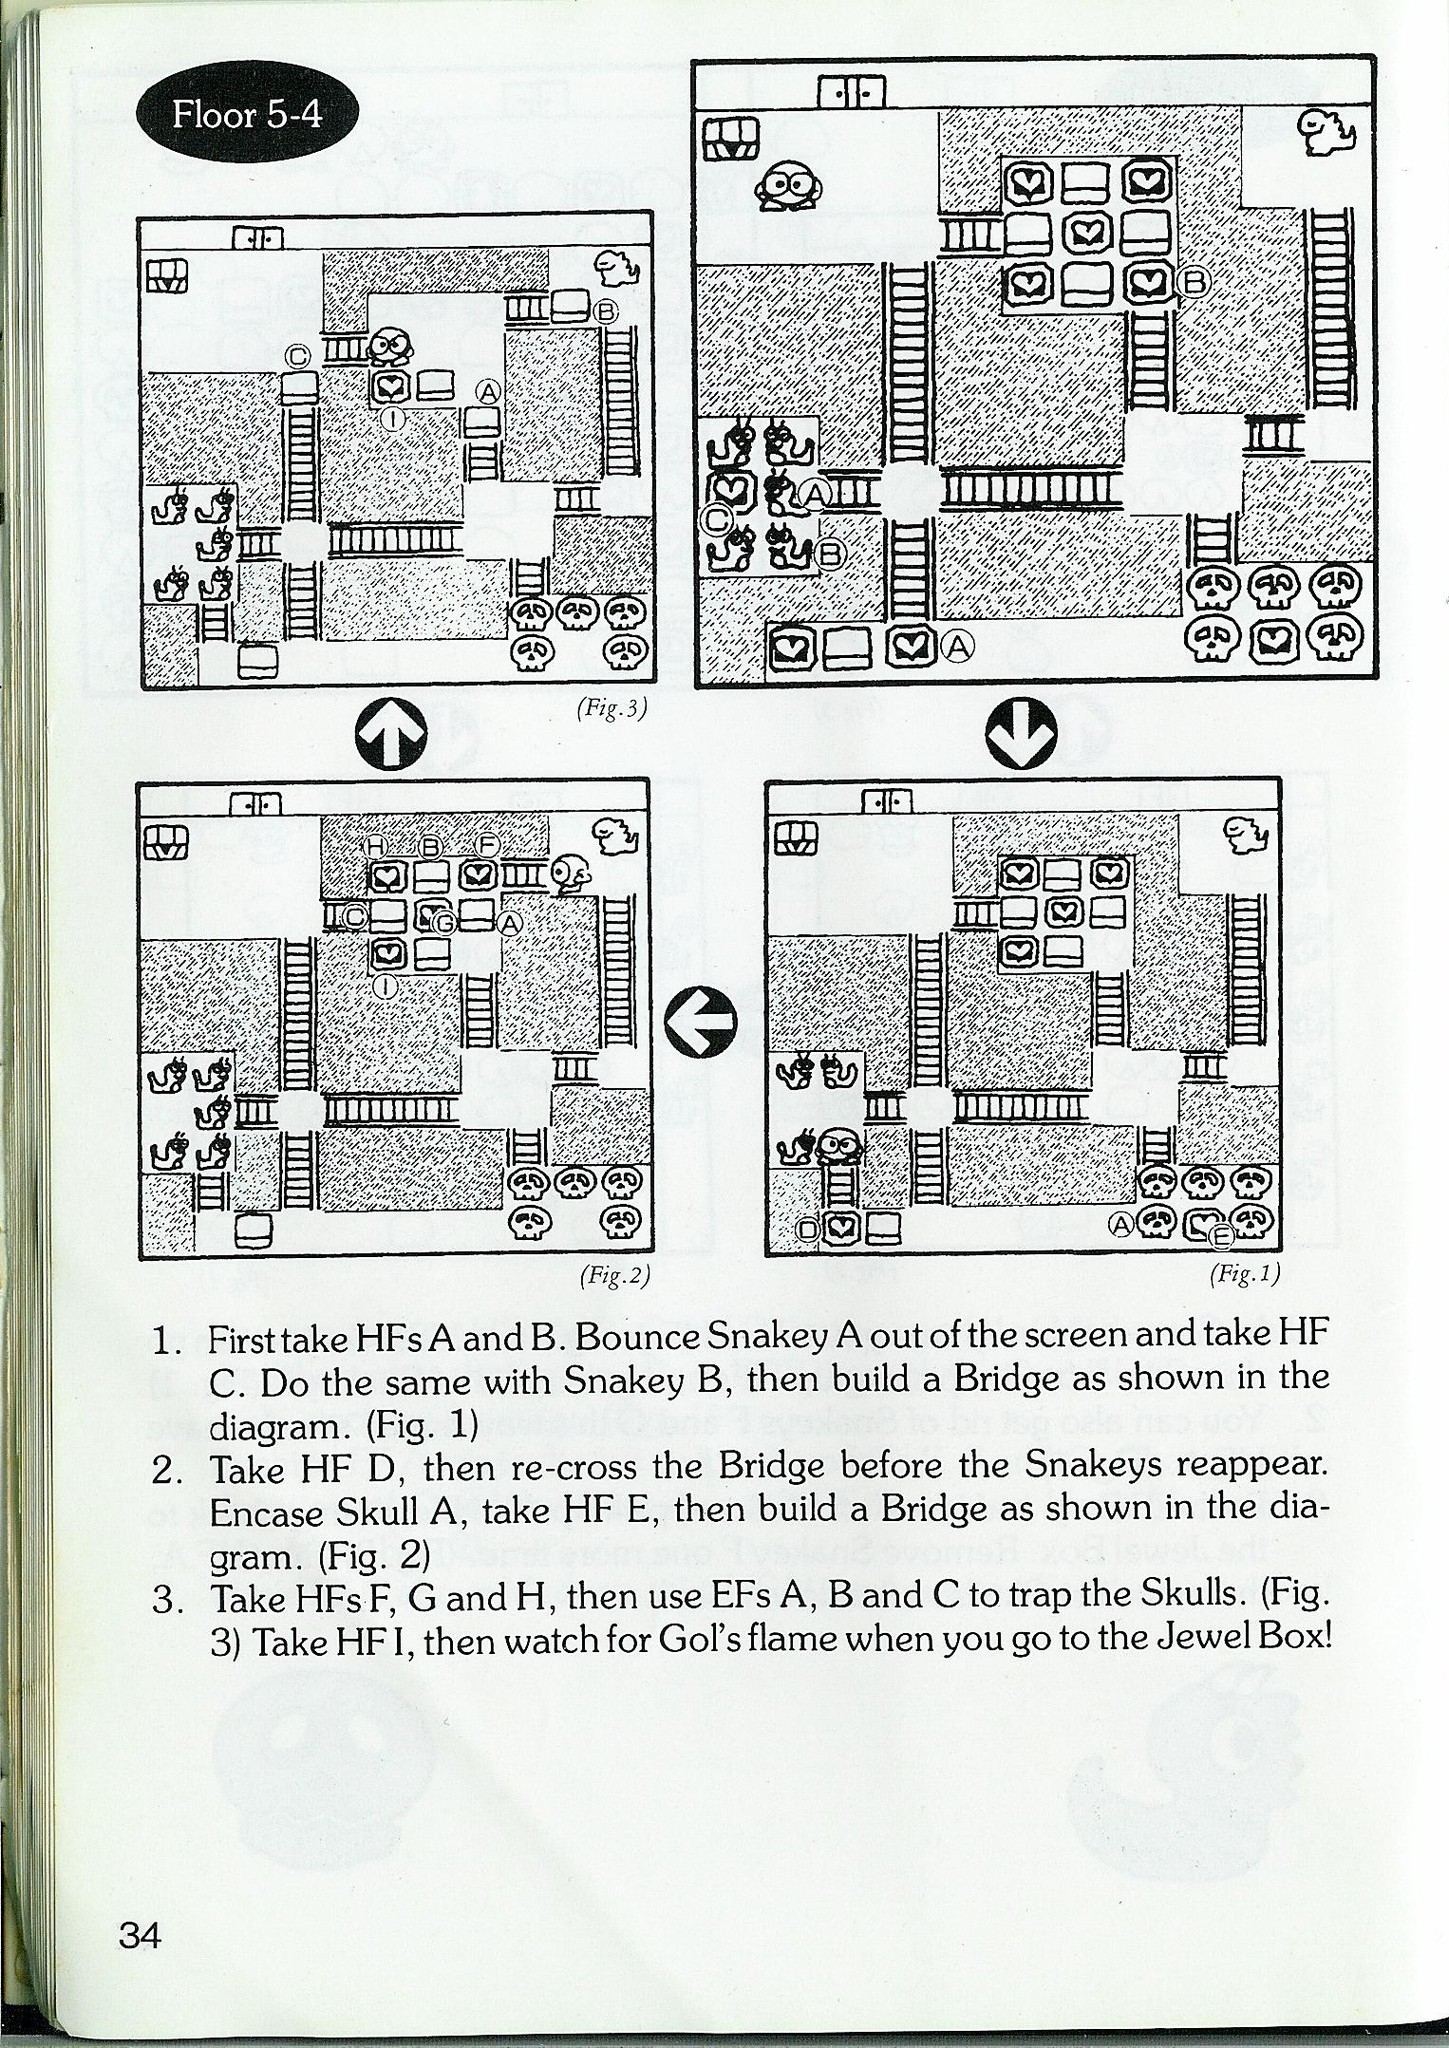 Floor 5-4
B
A
C
B
A
C
B
A
I
(Fig.3)
H B F
C G A
I
(Fig.2)
D
A
E
(Fig.1)
1. First take HFs A and B. Bounce Snakey A out of the screen and take HF
C. Do the same with Snakey B, then build a Bridge as shown in the
diagram. (Fig. 1)
2. Take HF D, then re-cross the Bridge before the Snakeys reappear.
Encase Skull A, take HF E, then build a Bridge as shown in the dia-
gram. (Fig. 2)
3. Take HFs F, G and H, then use EFs A, B and C to trap the Skulls. (Fig.
3) Take HF I, then watch for Gol's flame when you go to the Jewel Box!
34